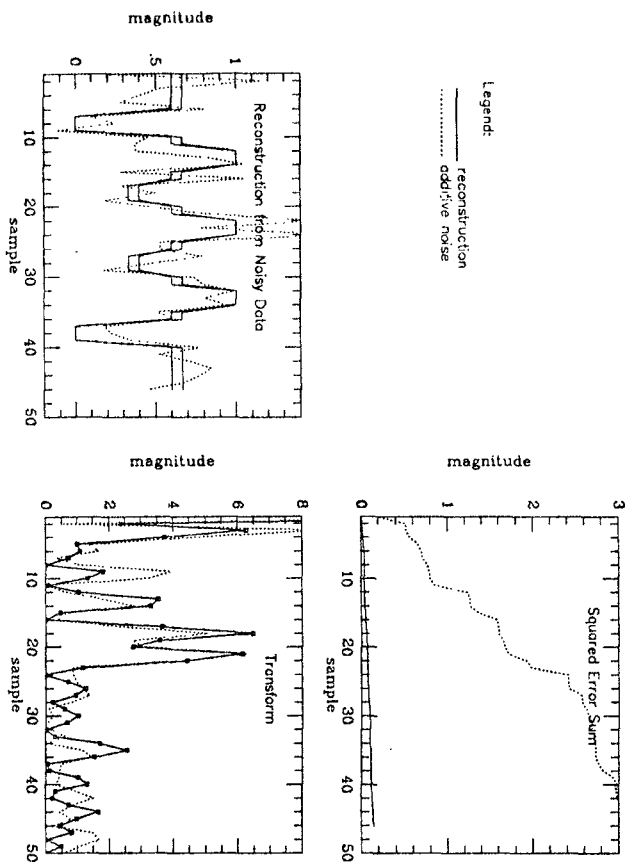 Legend:
reconstruction
additive noise
Squared Error Sum
magnitude
0 1 2 3
0 10 20 30 40 50
sample
Reconstruction from Noisy Data
magnitude
0 .5 1
10 20 30 40 50
sample
Transform
magnitude
0 2 4 6 8
10 20 30 40 50
sample